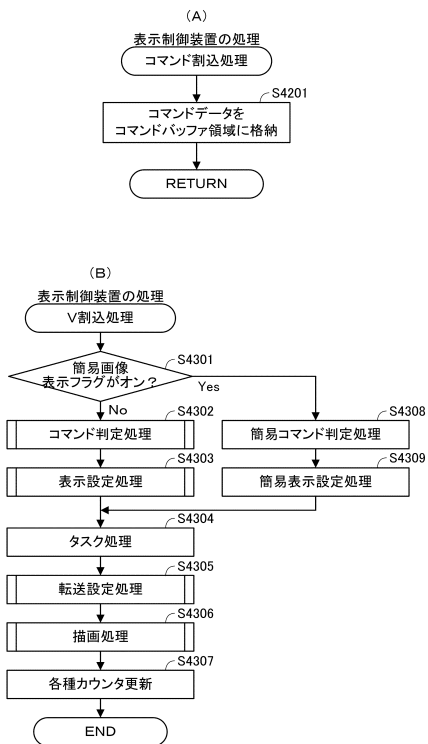 (A)
表示制御装置の処理
コマンド割込処理
S4201
コマンドデータを
コマンドバッファ領域に格納
RETURN
(B)
表示制御装置の処理
V割込処理
S4301
簡易画像
表示フラグがオン?
Yes
No
S4302
コマンド判定処理
S4308
簡易コマンド判定処理
S4303
表示設定処理
S4309
簡易表示設定処理
S4304
タスク処理
S4305
転送設定処理
S4306
描画処理
S4307
各種カウンタ更新
END